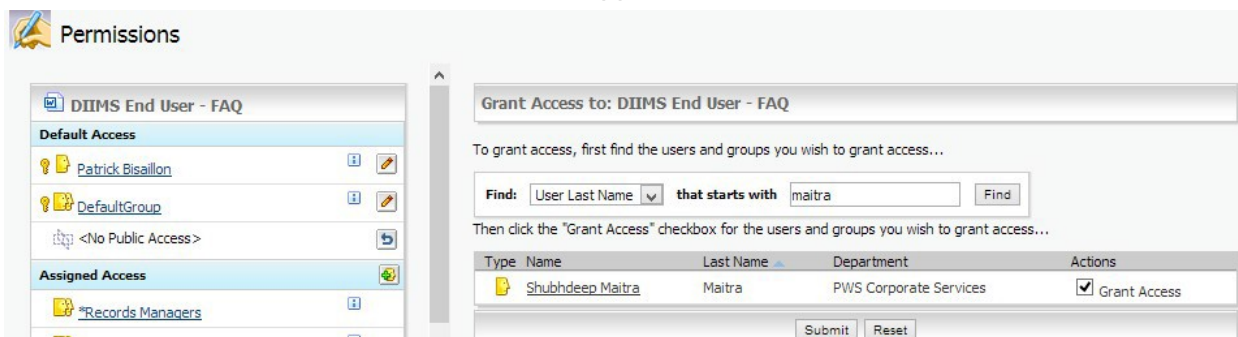 Permissions
DIIMS End User - FAQ
Default Access
Patrick Bisaillon
DefaultGroup
<No Public Access>
Assigned Access
*Records Managers
Grant Access to: DIIMS End User - FAQ
To grant access, first find the users and groups you wish to grant access...
Find: User Last Name that starts with maitra Find
Then click the "Grant Access" checkbox for the users and groups you wish to grant access...
Type Name Last Name Department Actions
Shubhdeep Maitra Maitra PWS Corporate Services Grant Access
Submit Reset